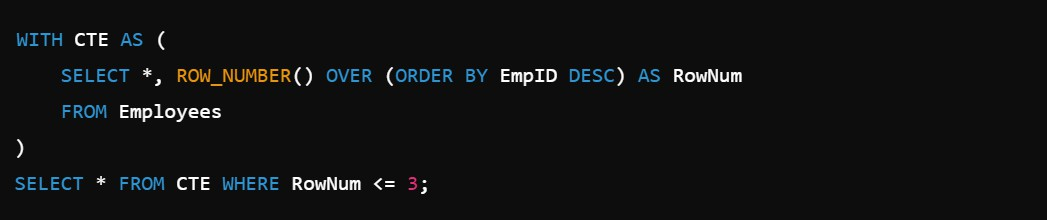 WITH CTE AS (
    SELECT *, ROW_NUMBER() OVER (ORDER BY EmpID DESC) AS RowNum
    FROM Employees
)
SELECT * FROM CTE WHERE RowNum <= 3;